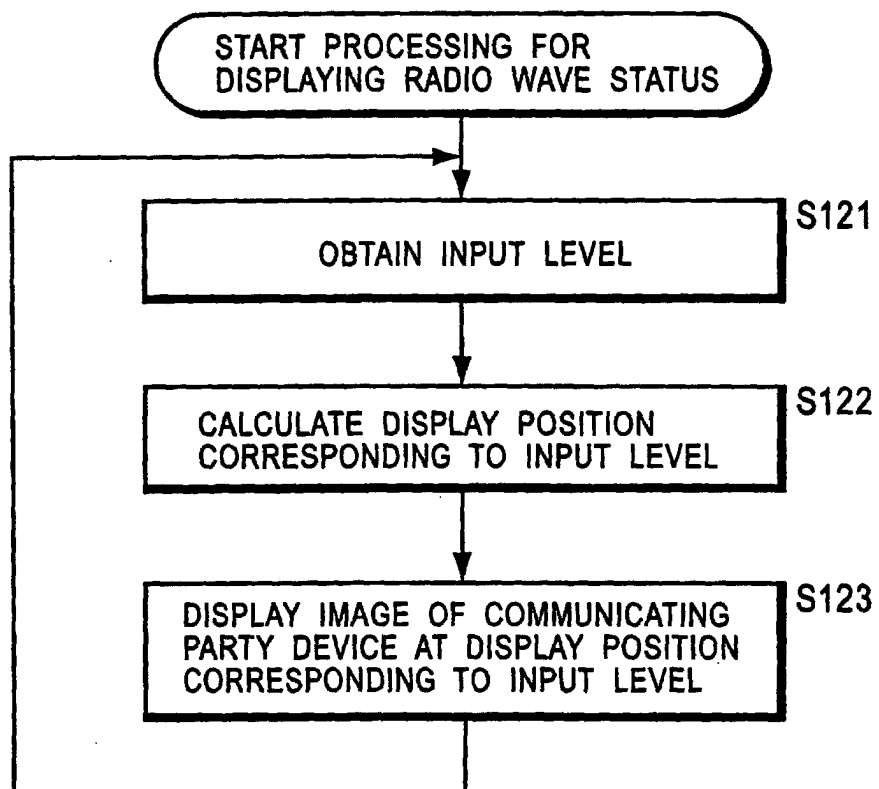 START PROCESSING FOR
DISPLAYING RADIO WAVE STATUS
S121
OBTAIN INPUT LEVEL
S122
CALCULATE DISPLAY POSITION
CORRESPONDING TO INPUT LEVEL
S123
DISPLAY IMAGE OF COMMUNICATING
PARTY DEVICE AT DISPLAY POSITION
CORRESPONDING TO INPUT LEVEL